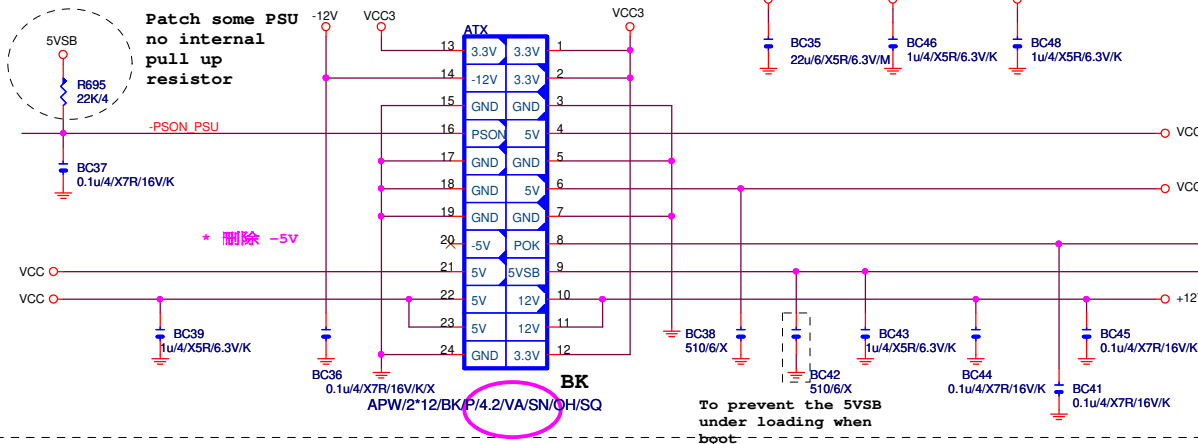 Patch some PSU
no internal
pull up
resistor
5VSB
R695
22K/4
-PSON_PSU
BC37
0.1u/4/X7R/16V/K
* 删除 -5V
-12V
VCC3
VCC3
ATX
13 3.3V 3.3V 1
14 -12V 3.3V 2
15 GND GND 3
16 PSON 5V 4
17 GND GND 5
18 GND 5V 6
19 GND GND 7
20 -5V POK 8
21 5V 5VSB 9
22 5V 12V 10
23 5V 12V 11
24 GND 3.3V 12
VCC
VCC
BC39
1u/4/X5R/6.3V/K
BC36
0.1u/4/X7R/16V/K/X
BK
APW/2*12/BK/P/4.2/VA/SN/OH/SQ
BC35
22u/6/X5R/6.3V/M
BC46
1u/4/X5R/6.3V/K
BC48
1u/4/X5R/6.3V/K
VCC
VCC
+12V
BC38
510/6/X
BC42
510/6/X
BC43
1u/4/X5R/6.3V/K
BC44
0.1u/4/X7R/16V/K
BC45
0.1u/4/X7R/16V/K
BC41
0.1u/4/X7R/16V/K
To prevent the 5VSB
under loading when
boot